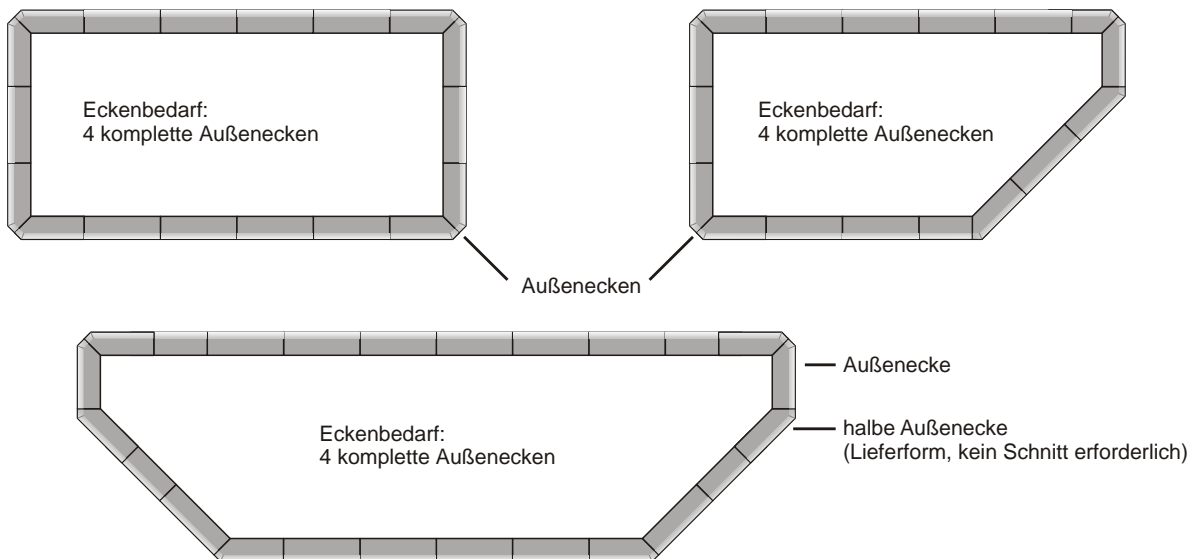 Eckenbedarf:
4 komplette Außenecken
Eckenbedarf:
4 komplette Außenecken
Außenecken
Außenecke
halbe Außenecke
(Lieferform, kein Schnitt erforderlich)
Eckenbedarf:
4 komplette Außenecken